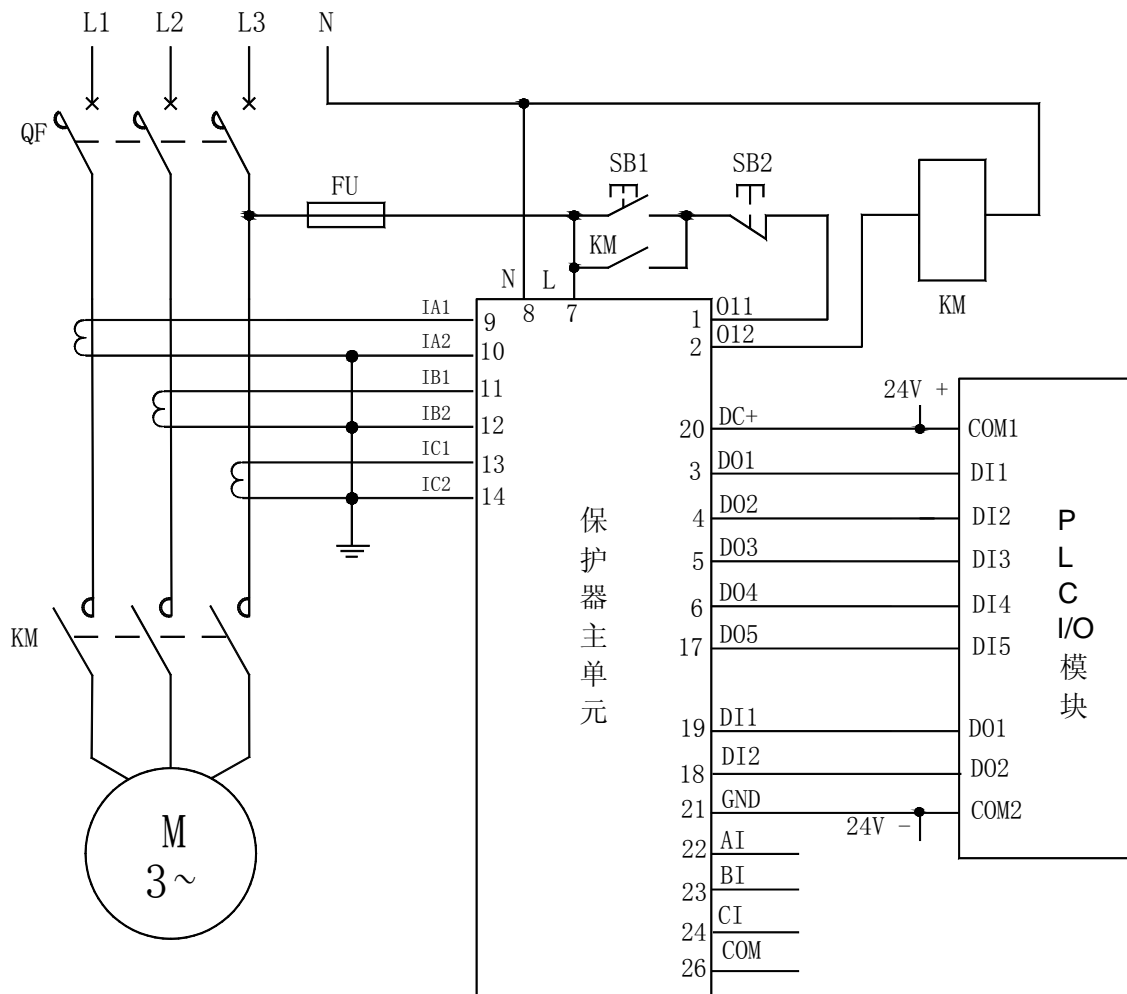 L1 L2 L3 N
QF
FU
SB1 SB2
KM
KM
N L
8 7
IA1 9
IA2 10
IB1 11
IB2 12
IC1 13
IC2 14
1 O11
2 O12
24V +
20 DC+ COM1
3 DO1 DI1
4 DO2 DI2
5 DO3 DI3
6 DO4 DI4
17 DO5 DI5
19 DI1 DO1
18 DI2 DO2
21 GND COM2
24V -
22 AI
23 BI
24 CI
26 COM
保护器主单元
PLC I/O 模块
KM
M
3~